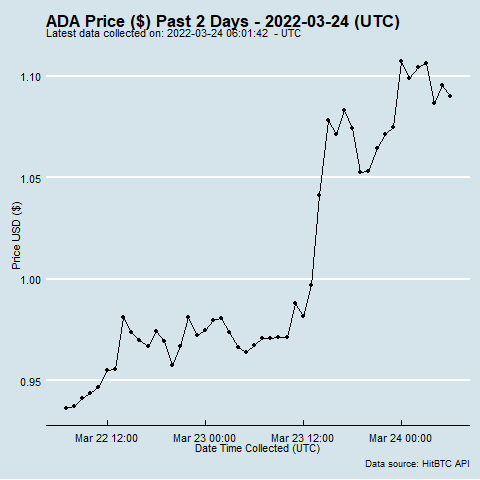 ADA Price ($) Past 2 Days - 2022-03-24 (UTC)
Latest data collected on: 2022-03-24 06:01:42  - UTC
1.10
1.05
1.00
0.95
Price USD ($)
Mar 22 12:00
Mar 23 00:00
Mar 23 12:00
Mar 24 00:00
Date Time Collected (UTC)
Data source: HitBTC API